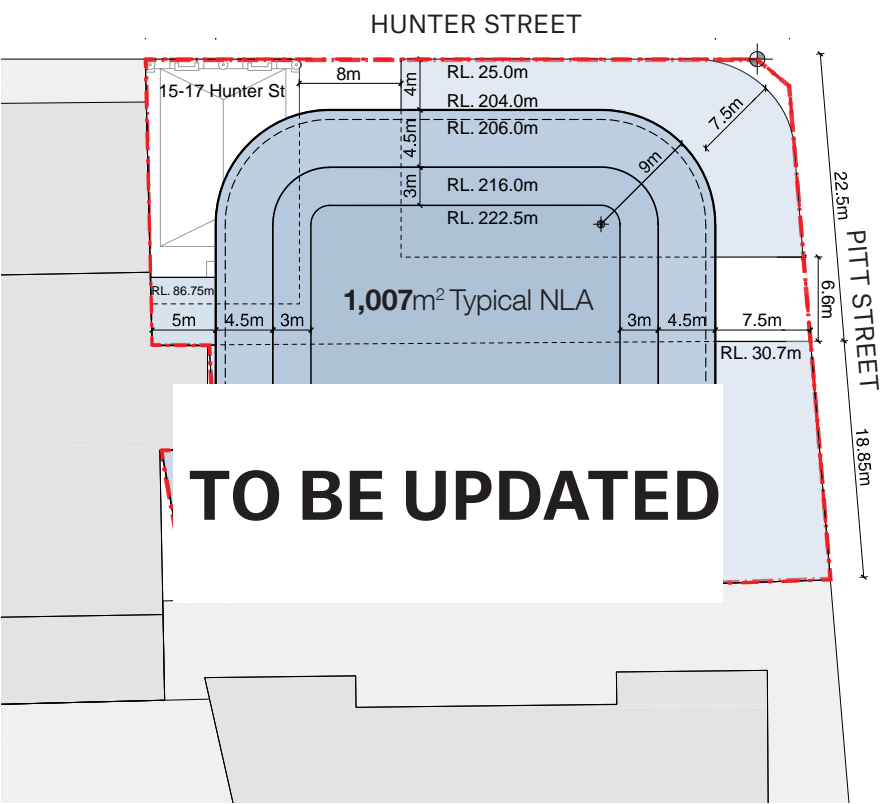 HUNTER STREET
RL. 25.0m
8m
4m
15-17 Hunter St
RL. 204.0m
7.5m
RL. 206.0m
4.5m
9m
3m
RL. 216.0m
22.5m
RL. 222.5m
PITT STREET
RL. 86.75m
1,007m² Typical NLA
6.6m
5m
4.5m
3m
3m
4.5m
7.5m
RL. 30.7m
18.85m
TO BE UPDATED